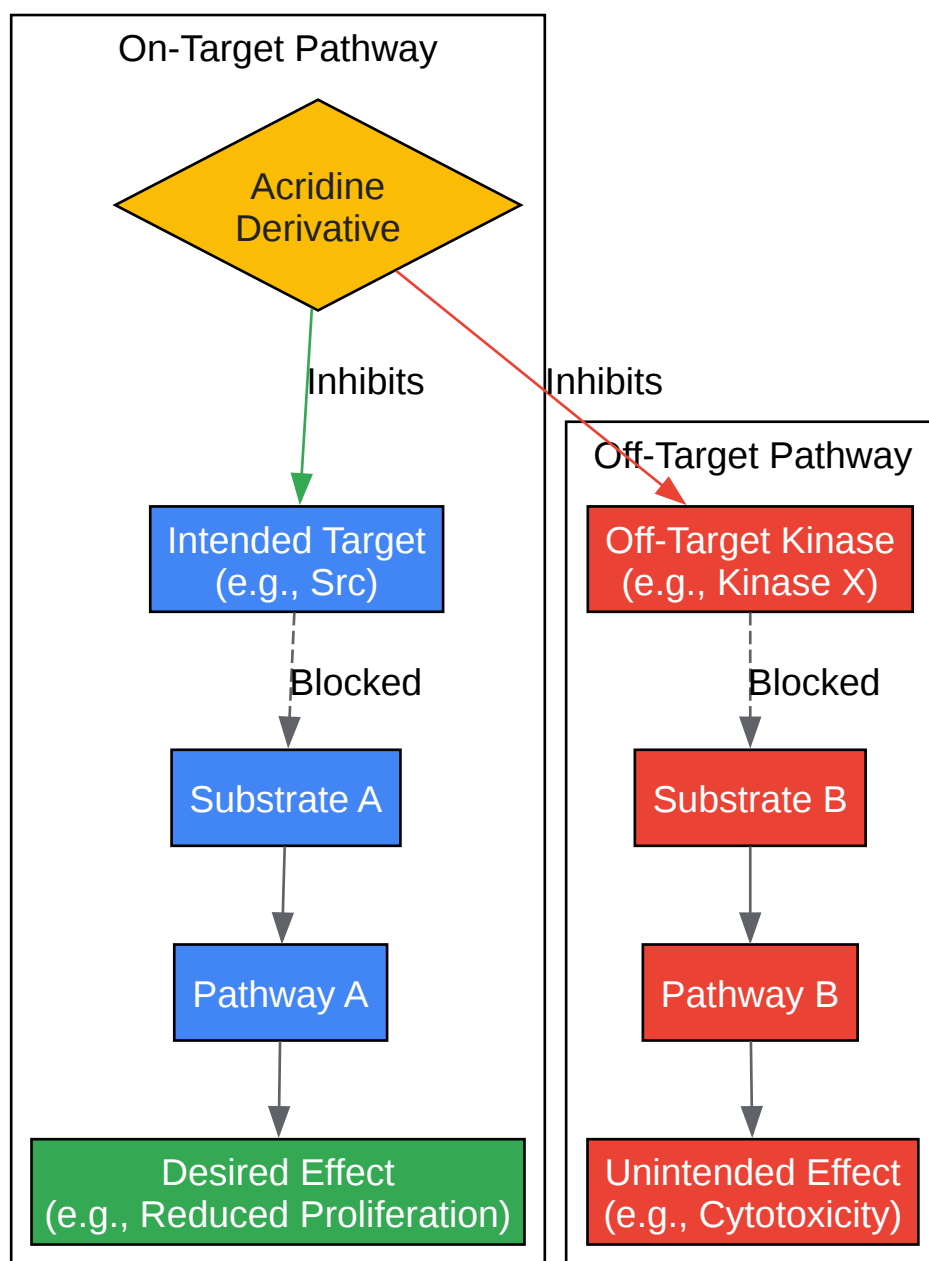 On-Target Pathway
Acridine
Derivative
Inhibits
Inhibits
Off-Target Pathway
Intended Target
(e.g., Src)
Off-Target Kinase
(e.g., Kinase X)
Blocked
Blocked
Substrate A
Substrate B
Pathway A
Pathway B
Desired Effect
(e.g., Reduced Proliferation)
Unintended Effect
(e.g., Cytotoxicity)